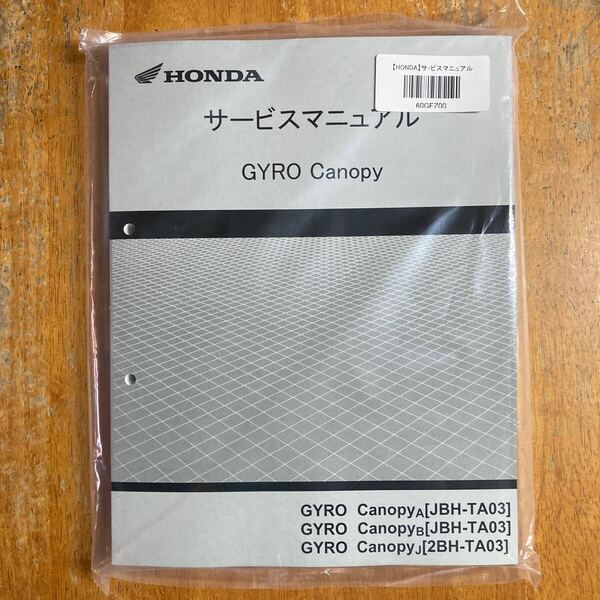 HONDA
【HONDA】サービスマニュアル
60GFZ00
サービスマニュアル
GYRO Canopy
GYRO CanopyA[JBH-TA03]
GYRO CanopyB[JBH-TA03]
GYRO CanopyJ[2BH-TA03]